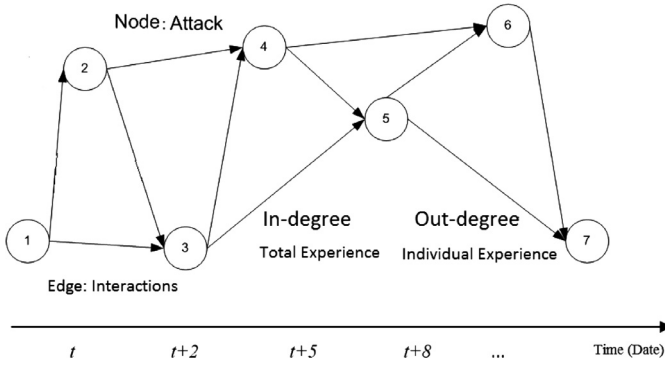 6
Node: Attack
4
2
5
In-degree Out-degree
1
3
7
Total Experience Individual Experience
Edge: Interactions
t t+2 t+5 t+8 ... Time (Date)